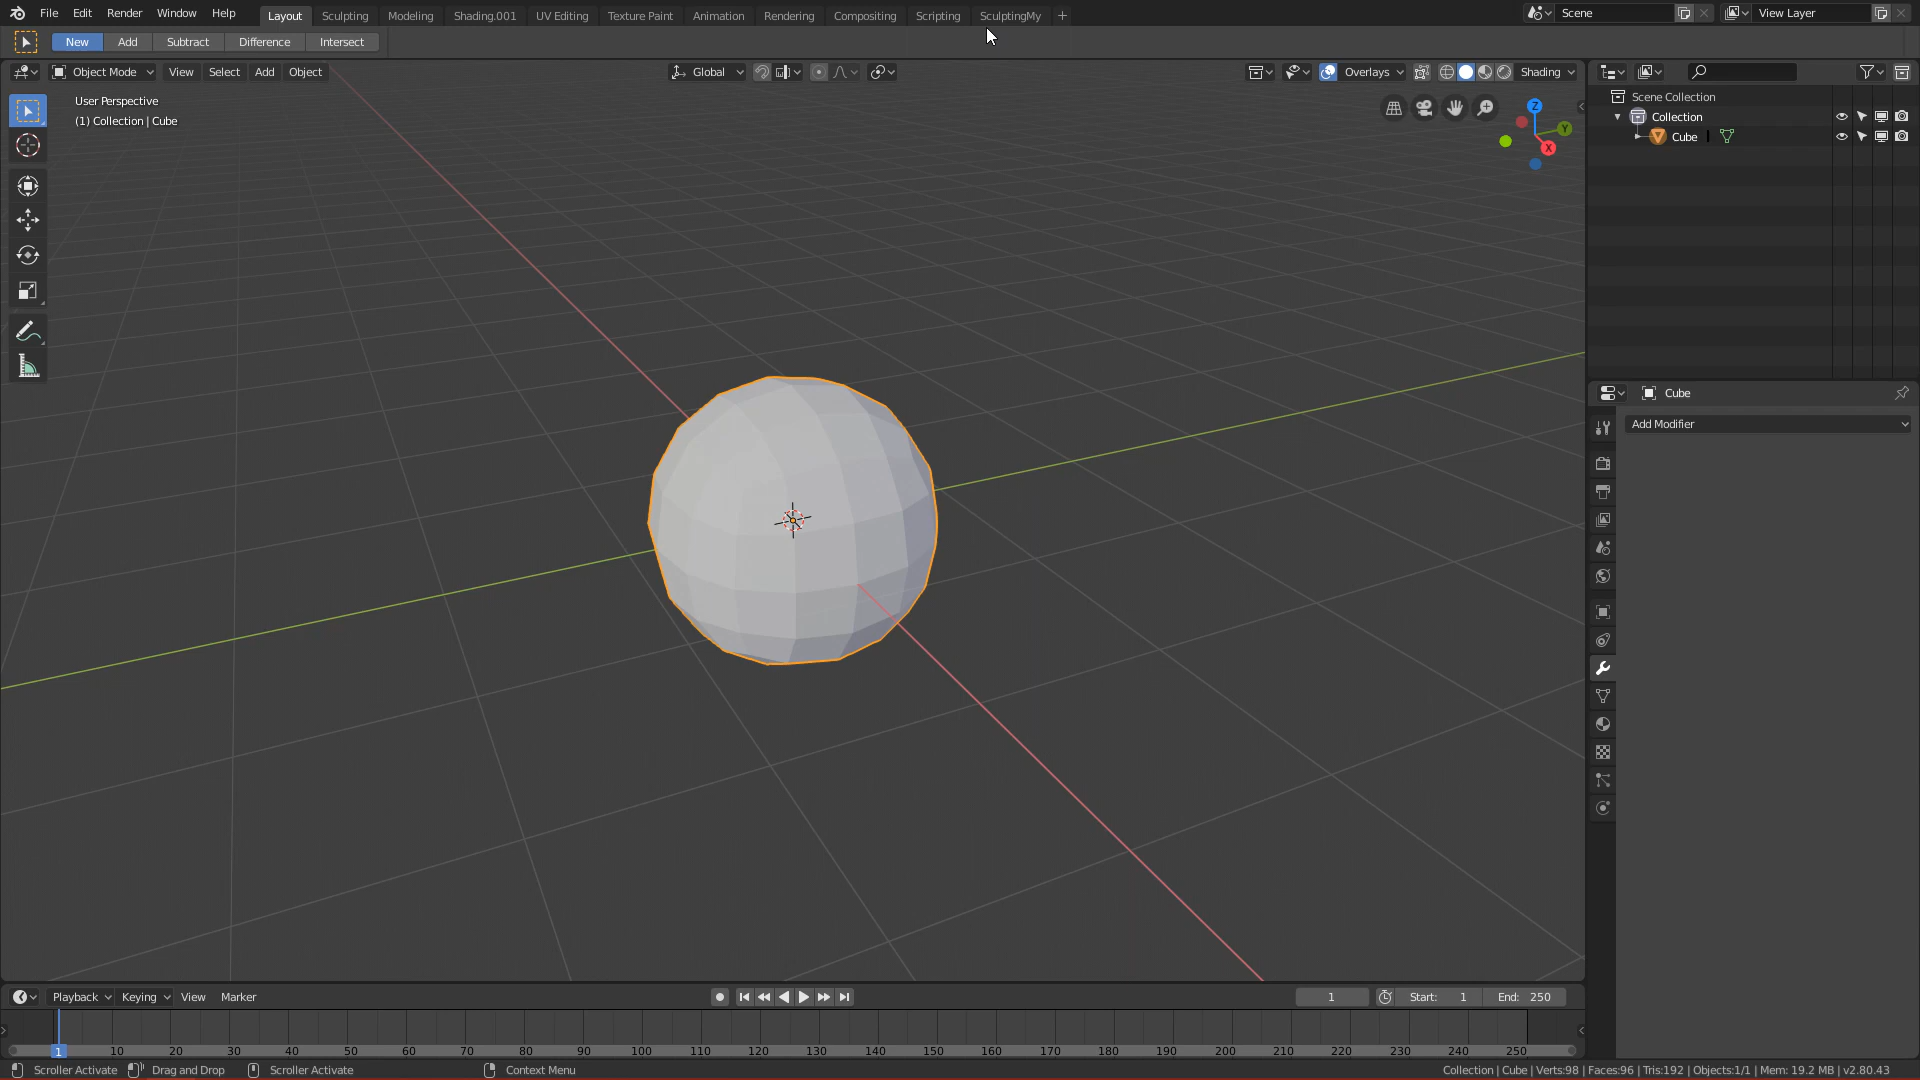 File Edit Render Window Help Layout Sculpting Modeling Shading.001 UV Editing Texture Paint Animation Rendering Compositing Scripting SculptingMy + Scene View Layer
New Add Subtract Difference Intersect
Object Mode View Select Add Object Global Overlays Shading
User Perspective
(1) Collection | Cube
Z
Y
X
Scene Collection
Collection
Cube
Cube
Add Modifier
Playback Keying View Marker 1 Start: 1 End: 250
1 10 20 30 40 50 60 70 80 90 100 110 120 130 140 150 160 170 180 190 200 210 220 230 240 250
Scroller Activate Drag and Drop Scroller Activate Context Menu Collection | Cube | Verts:98 | Faces:96 | Tris:192 | Objects:1/1 | Mem: 19.2 MB | v2.80.43